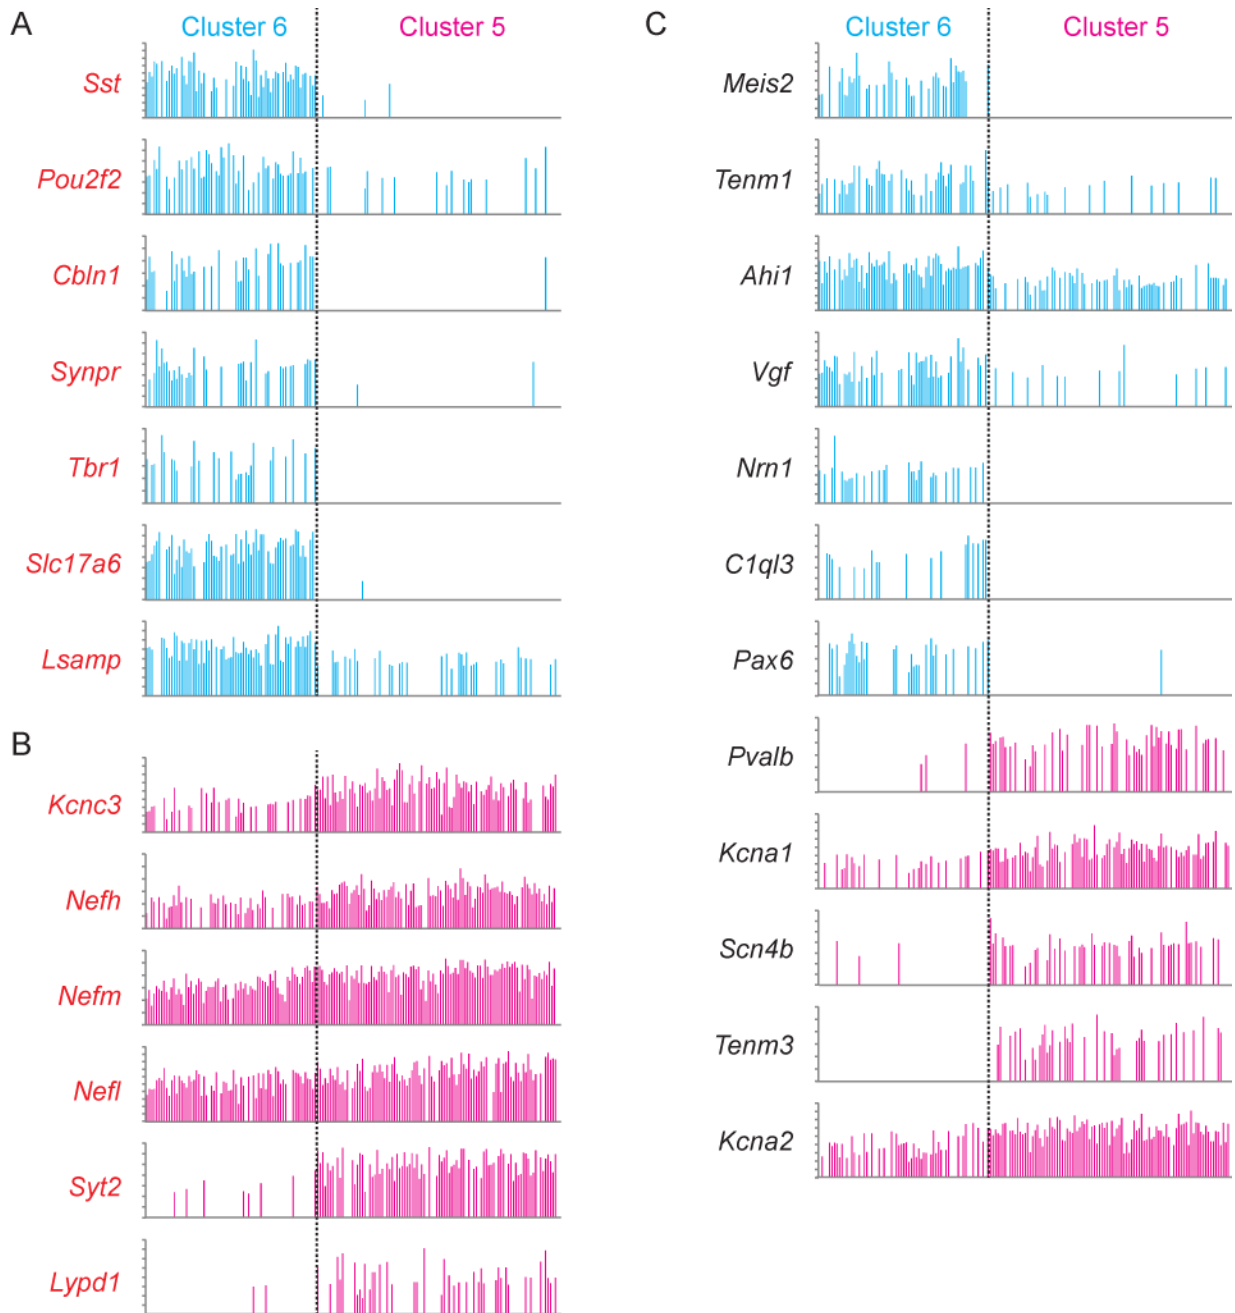 A
Cluster 6
Cluster 5
Sst
Pou2f2
Cbln1
Synpr
Tbr1
Slc17a6
Lsamp
B
Kcnc3
Nefh
Nefm
Nefl
Syt2
Lypd1
C
Cluster 6
Cluster 5
Meis2
Tenm1
Ahi1
Vgf
Nrn1
C1ql3
Pax6
Pvalb
Kcna1
Scn4b
Tenm3
Kcna2